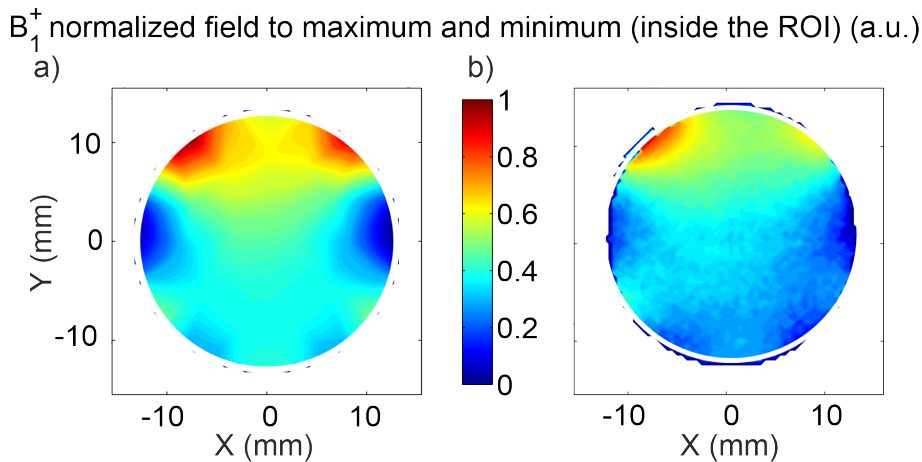 B₁⁺ normalized field to maximum and minimum (inside the ROI) (a.u.)
a)
b)
10
0
-10
Y (mm)
-10 0 10
X (mm)
1
0.8
0.6
0.4
0.2
0
-10 0 10
X (mm)